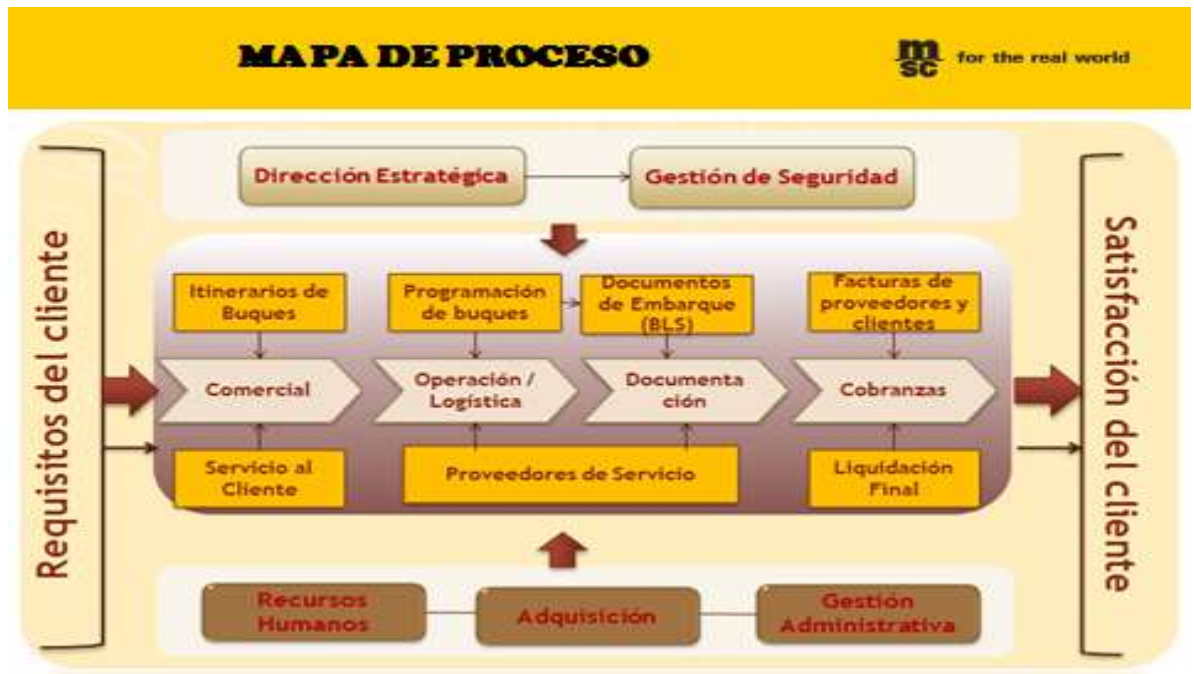 MAPA DE PROCESO
msc for the real world
Requisitos del cliente
Dirección Estratégica
Gestión de Seguridad
Itinerarios de
Buques
Programación
de buques
Documentos
de Embarque
(BLS)
Facturas de
proveedores y
clientes
Comercial
Operación /
Logística
Documenta
ción
Cobranzas
Servicio al
Cliente
Proveedores de Servicio
Liquidación
Final
Recursos
Humanos
Adquisición
Gestión
Administrativa
Satisfacción del cliente